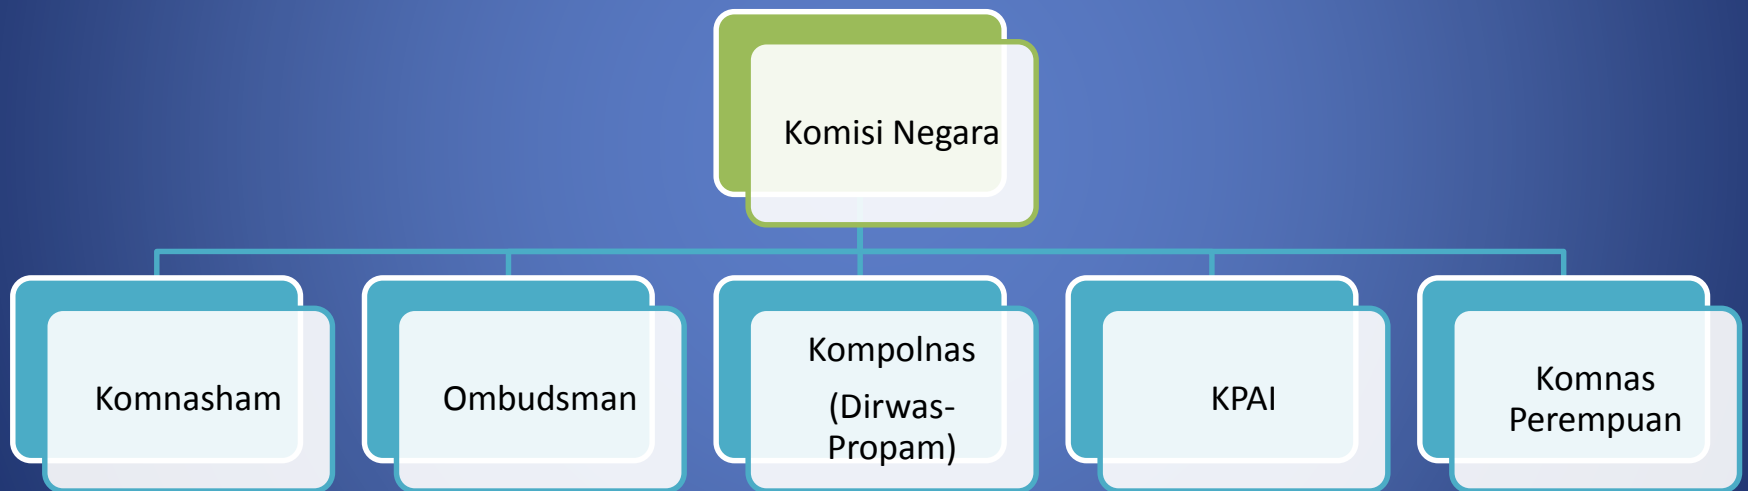 Komisi Negara
Komnasham
Ombudsman
Kompolnas
(Dirwas-
Propam)
KPAI
Komnas
Perempuan